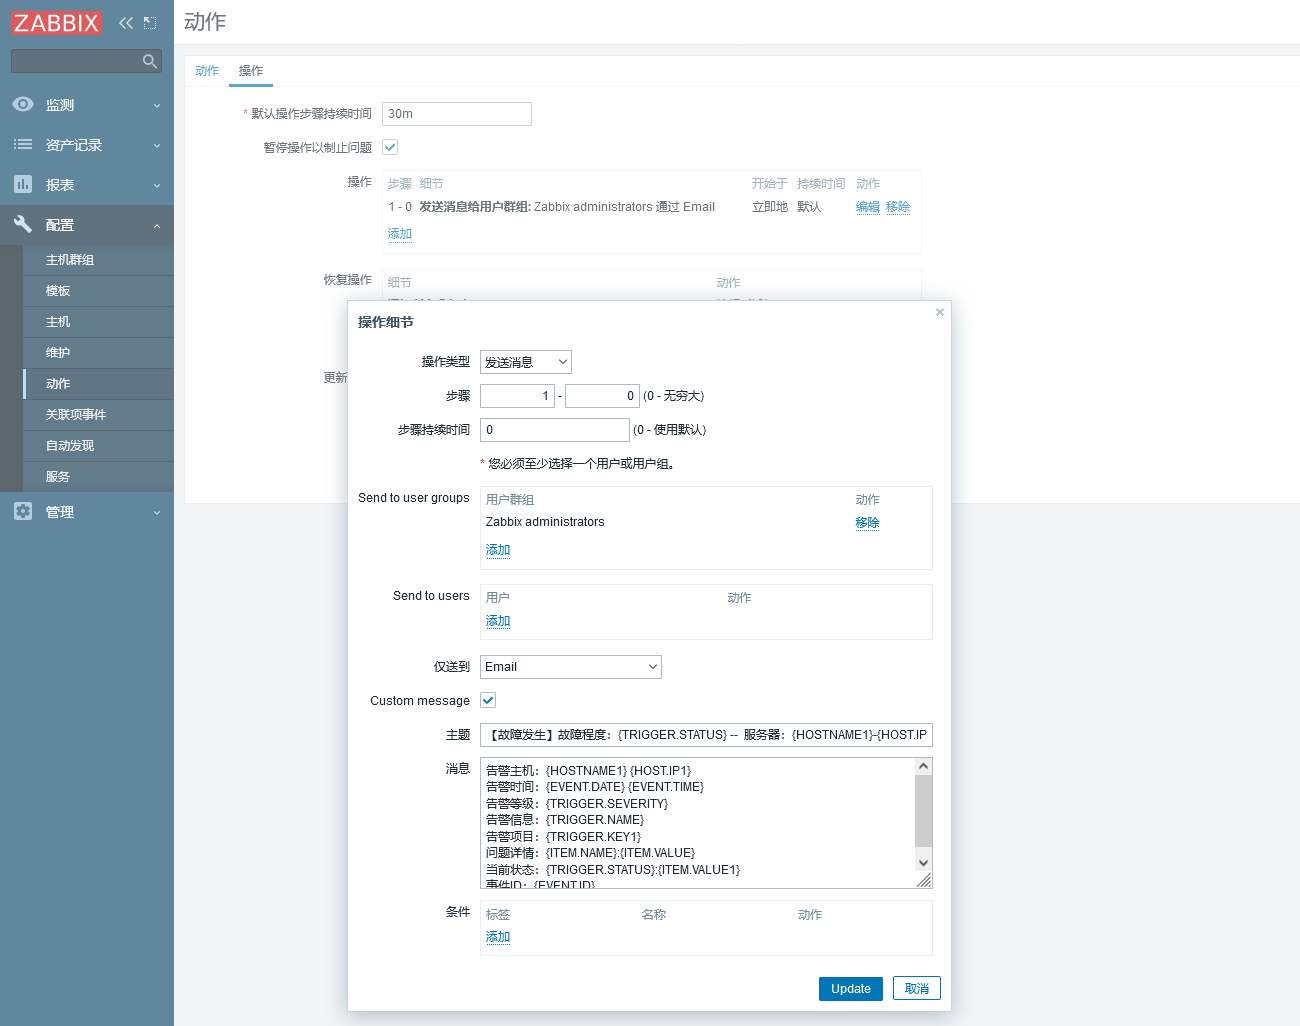 ZABBIX
动作
监测
资产记录
报表
配置
主机群组
模板
主机
维护
动作
关联项事件
自动发现
服务
管理
动作 操作
* 默认操作步骤持续时间 30m
暂停操作以制止问题
操作 步骤 细节 开始于 持续时间 动作
1 - 0 发送消息给用户群组: Zabbix administrators 通过 Email 立即地 默认 编辑 移除
添加
恢复操作 细节 动作
更新
操作细节
操作类型 发送消息
步骤 1 - 0 (0 - 无穷大)
步骤持续时间 0 (0 - 使用默认)
* 您必须至少选择一个用户或用户组。
Send to user groups 用户群组 动作
Zabbix administrators 移除
添加
Send to users 用户 动作
添加
仅送到 Email
Custom message
主题 【故障发生】故障程度：{TRIGGER.STATUS} -- 服务器：{HOSTNAME1}-{HOST.IP
消息 告警主机：{HOSTNAME1} {HOST.IP1}
告警时间：{EVENT.DATE} {EVENT.TIME}
告警等级：{TRIGGER.SEVERITY}
告警信息：{TRIGGER.NAME}
告警项目：{TRIGGER.KEY1}
问题详情：{ITEM.NAME}:{ITEM.VALUE}
当前状态：{TRIGGER.STATUS}:{ITEM.VALUE1}
事件ID：{EVENT.ID}
条件 标签 名称 动作
添加
Update 取消